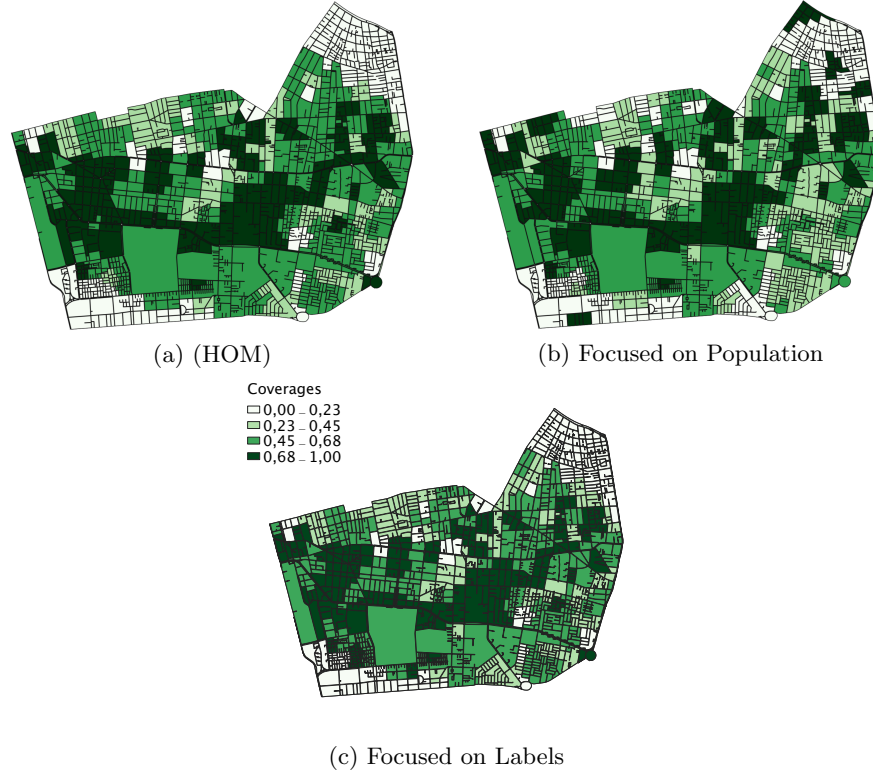 (a) (HOM)
(b) Focused on Population
Coverages
0,00 – 0,23
0,23 – 0,45
0,45 – 0,68
0,68 – 1,00
(c) Focused on Labels